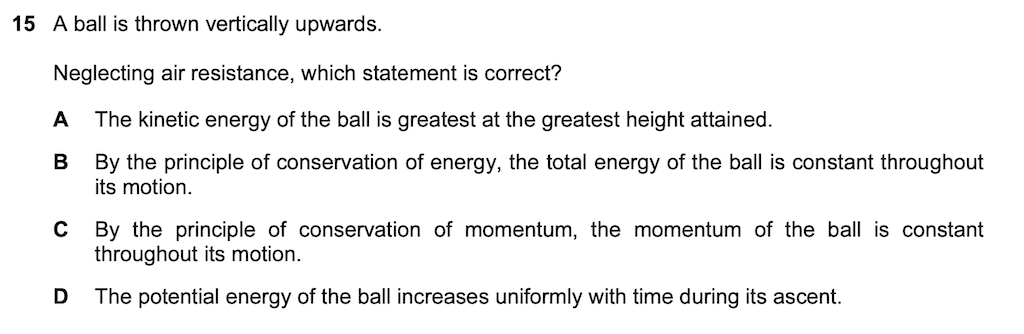 15 A ball is thrown vertically upwards.
Neglecting air resistance, which statement is correct?
A The kinetic energy of the ball is greatest at the greatest height attained.
B By the principle of conservation of energy, the total energy of the ball is constant throughout
its motion.
C By the principle of conservation of momentum, the momentum of the ball is constant
throughout its motion.
D The potential energy of the ball increases uniformly with time during its ascent.